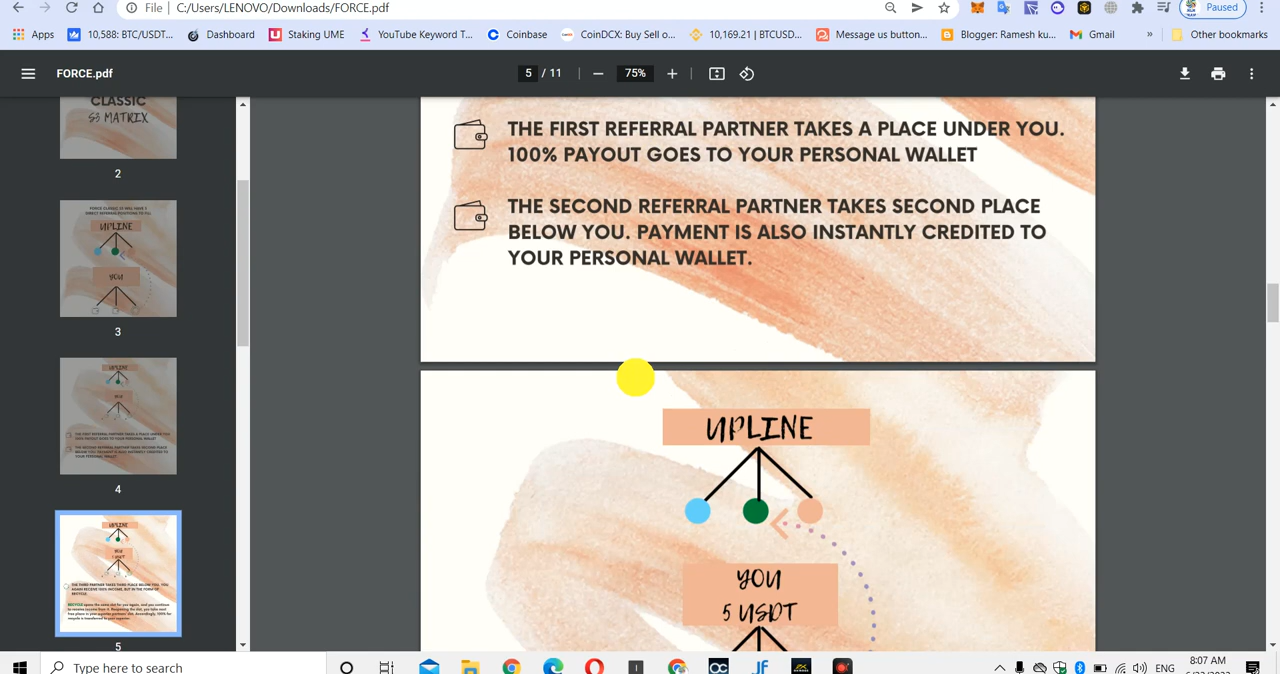 File | C:/Users/LENOVO/Downloads/FORCE.pdf
Paused
Apps
10,588: BTC/USDT...
Dashboard
Staking UME
YouTube Keyword T...
Coinbase
CoinDCX: Buy Sell o...
10,169.21 | BTCUSD...
Message us button...
Blogger: Ramesh ku...
Gmail
»
Other bookmarks
FORCE.pdf
5 / 11
75%
CLASSIC
S3 MATRIX
2
UPLINE
YOU
3
UPLINE
YOU
4
UPLINE
YOU
5
THE FIRST REFERRAL PARTNER TAKES A PLACE UNDER YOU.
100% PAYOUT GOES TO YOUR PERSONAL WALLET
THE SECOND REFERRAL PARTNER TAKES SECOND PLACE
BELOW YOU. PAYMENT IS ALSO INSTANTLY CREDITED TO
YOUR PERSONAL WALLET.
UPLINE
YOU
5 USDT
Type here to search
ENG
8:07 AM